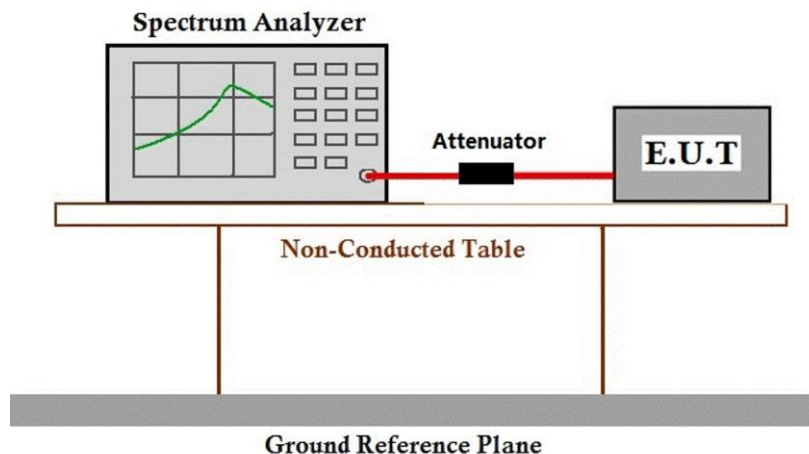 Spectrum Analyzer
Attenuator
E.U.T
Non-Conducted Table
Ground Reference Plane